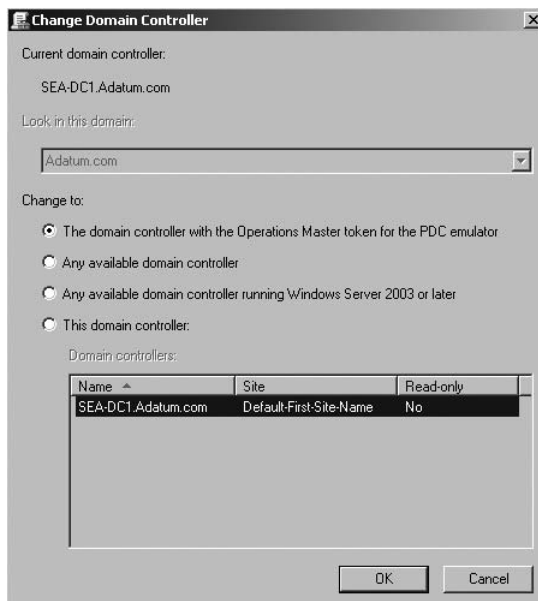 Change Domain Controller
Current domain controller:
SEA-DC1.Adatum.com
Look in this domain:
Adatum.com
Change to:
The domain controller with the Operations Master token for the PDC emulator
Any available domain controller
Any available domain controller running Windows Server 2003 or later
This domain controller:
Domain controllers:
Name Site Read-only
SEA-DC1.Adatum.com Default-First-Site-Name No
OK Cancel